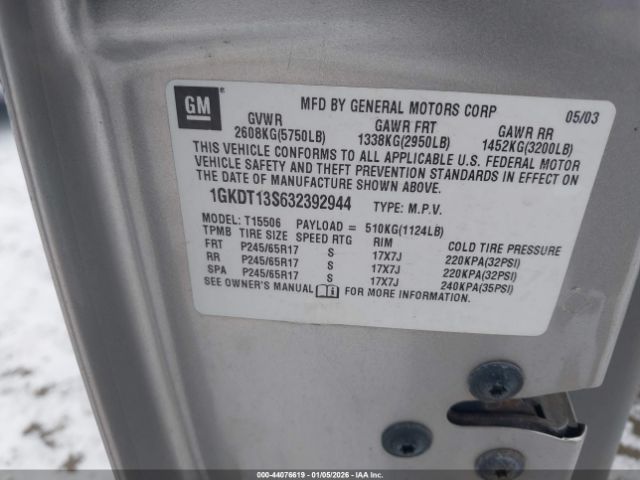 GM
MFD BY GENERAL MOTORS CORP 05/03
GVWR GAWR FRT GAWR RR
2608KG(5750LB) 1338KG(2950LB) 1452KG(3200LB)
THIS VEHICLE CONFORMS TO ALL APPLICABLE U.S. FEDERAL MOTOR
VEHICLE SAFETY AND THEFT PREVENTION STANDARDS IN EFFECT ON
THE DATE OF MANUFACTURE SHOWN ABOVE.
1GKDT13S632392944 TYPE: M.P.V.
MODEL: T15506 PAYLOAD = 510KG(1124LB)
TPMB TIRE SIZE SPEED RTG RIM COLD TIRE PRESSURE
FRT P245/65R17 S 17X7J 220KPA(32PSI)
RR P245/65R17 S 17X7J 220KPA(32PSI)
SPA P245/65R17 S 17X7J 240KPA(35PSI)
SEE OWNER'S MANUAL FOR MORE INFORMATION.
000-44076619 - 01/05/2026 - IAAI.COM